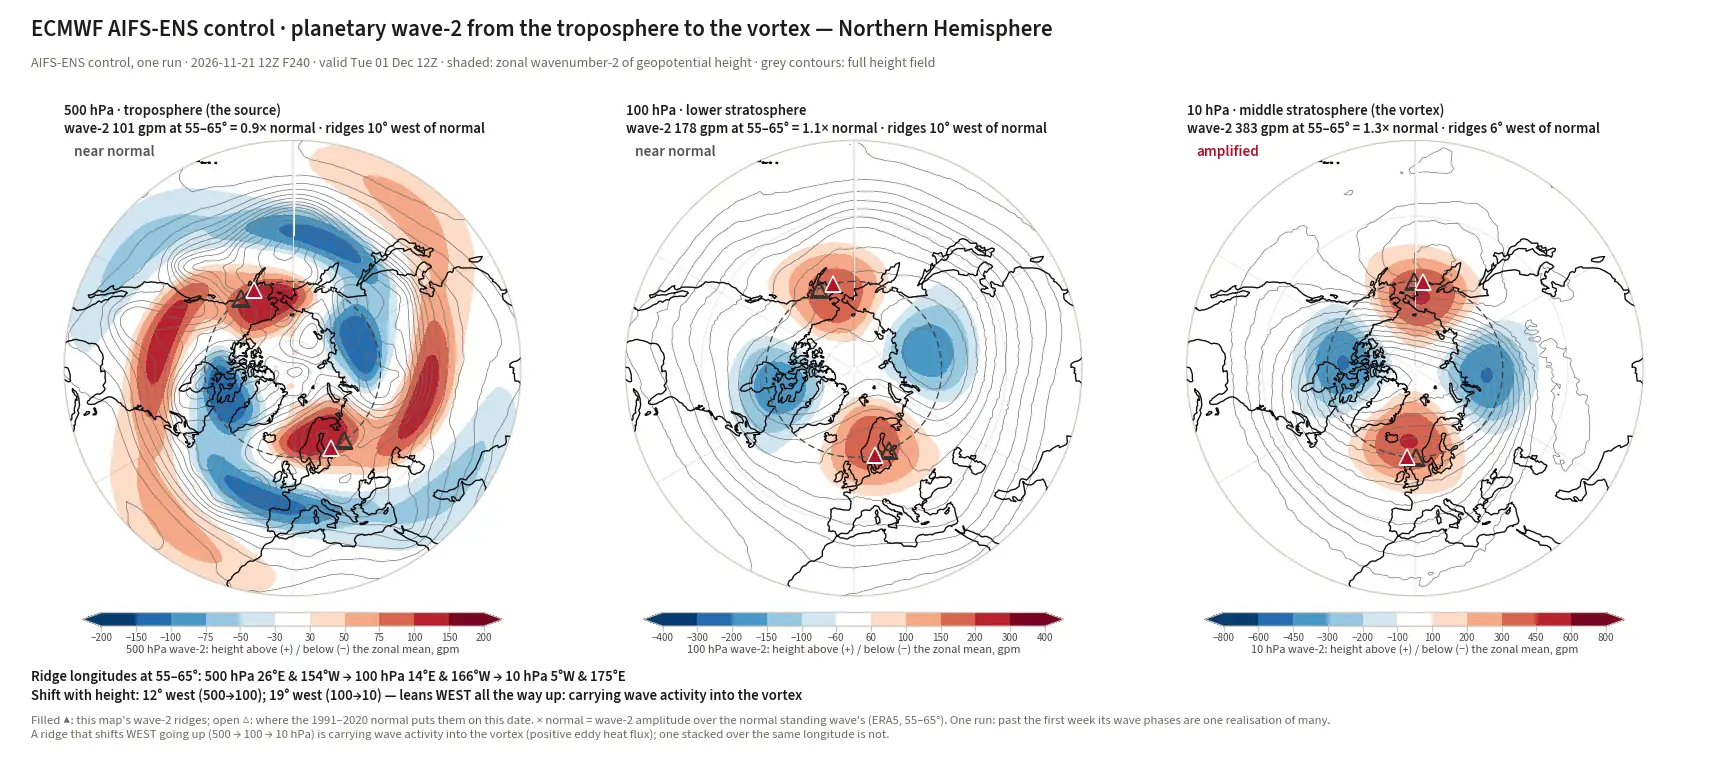 ECMWF AIFS-ENS control · planetary wave-2 from the troposphere to the vortex — Northern Hemisphere
AIFS-ENS control, one run · 2026-11-21 12Z F240 · valid Tue 01 Dec 12Z · shaded: zonal wavenumber-2 of geopotential height · grey contours: full height field
500 hPa · troposphere (the source)
wave-2 101 gpm at 55–65° = 0.9× normal · ridges 10° west of normal
near normal
100 hPa · lower stratosphere
wave-2 178 gpm at 55–65° = 1.1× normal · ridges 10° west of normal
near normal
10 hPa · middle stratosphere (the vortex)
wave-2 383 gpm at 55–65° = 1.3× normal · ridges 6° west of normal
amplified
−200 −150 −100 −75 −50 −30 30 50 75 100 150 200
500 hPa wave-2: height above (+) / below (−) the zonal mean, gpm
−400 −300 −200 −150 −100 −60 60 100 150 200 300 400
100 hPa wave-2: height above (+) / below (−) the zonal mean, gpm
−800 −600 −450 −300 −200 −100 100 200 300 450 600 800
10 hPa wave-2: height above (+) / below (−) the zonal mean, gpm
Ridge longitudes at 55–65°: 500 hPa 26°E & 154°W → 100 hPa 14°E & 166°W → 10 hPa 5°W & 175°E
Shift with height: 12° west (500→100); 19° west (100→10) — leans WEST all the way up: carrying wave activity into the vortex
Filled ▲: this map's wave-2 ridges; open △: where the 1991–2020 normal puts them on this date. × normal = wave-2 amplitude over the normal standing wave's (ERA5, 55–65°). One run: past the first week its wave phases are one realisation of many.
A ridge that shifts WEST going up (500 → 100 → 10 hPa) is carrying wave activity into the vortex (positive eddy heat flux); one stacked over the same longitude is not.